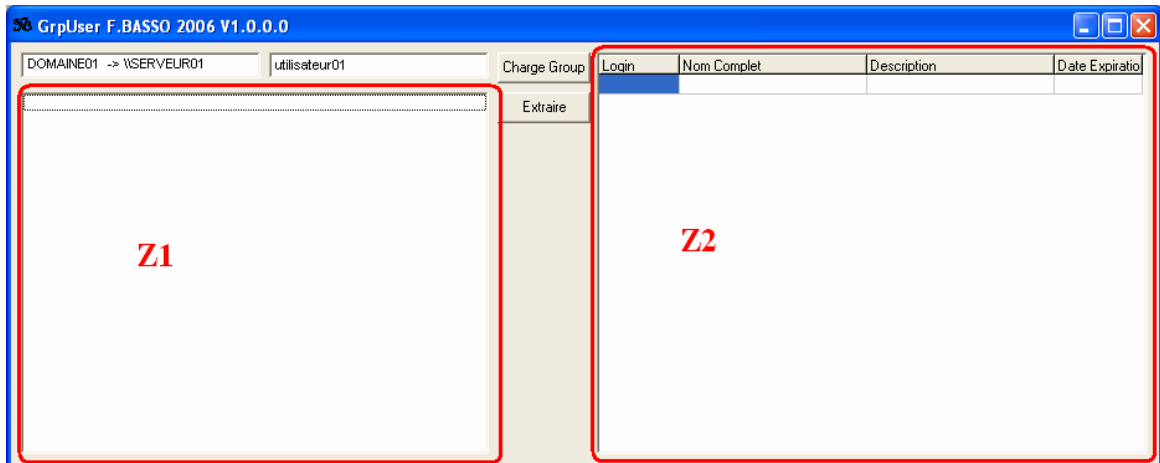 GrpUser F.BASSO 2006 V1.0.0.0
DOMAINE01 -> \\SERVEUR01 utilisateur01 Charge Group Login Nom Complet Description Date Expiratio
Extraire
Z1 Z2